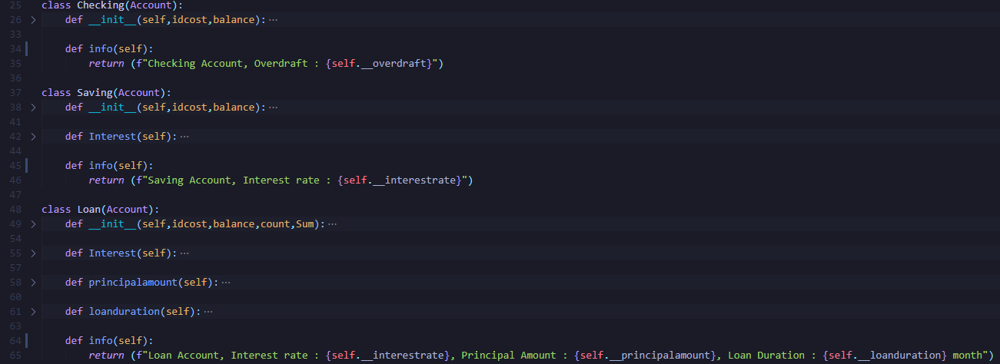 25 class Checking(Account):
26 > def __init__(self,idcost,balance):···
33
34 def info(self):
35 return (f"Checking Account, Overdraft : {self.__overdraft}")
36
37 class Saving(Account):
38 > def __init__(self,idcost,balance):···
41
42 > def Interest(self):···
44
45 def info(self):
46 return (f"Saving Account, Interest rate : {self.__interestrate}")
47
48 class Loan(Account):
49 > def __init__(self,idcost,balance,count,Sum):···
54
55 > def Interest(self):···
57
58 > def principalamount(self):···
60
61 > def loanduration(self):···
63
64 def info(self):
65 return (f"Loan Account, Interest rate : {self.__interestrate}, Principal Amount : {self.__principalamount}, Loan Duration : {self.__loanduration} month")